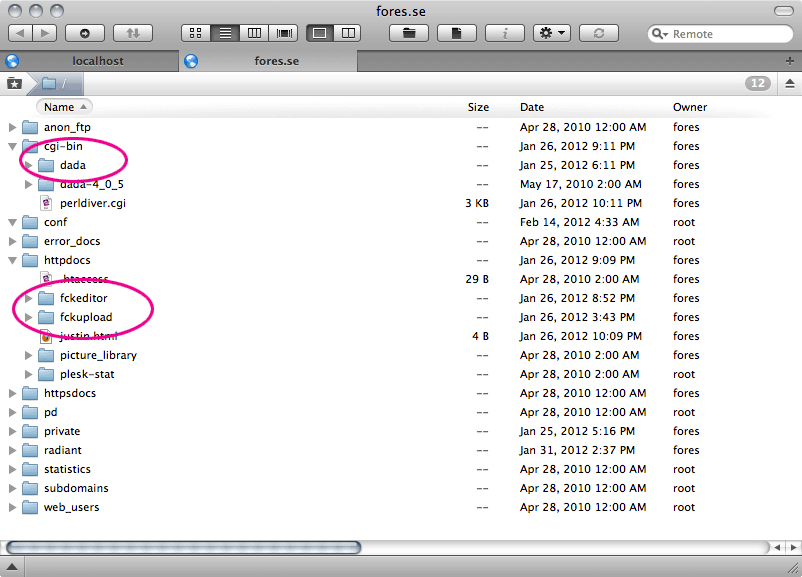 fores.se
Remote
localhost fores.se
/ 12
Name Size Date Owner
anon_ftp -- Apr 28, 2010 12:00 AM fores
cgi-bin -- Jan 26, 2012 9:11 PM fores
dada -- Jan 25, 2012 6:11 PM fores
dada-4_0_5 -- May 17, 2010 2:00 AM fores
perldiver.cgi 3 KB Jan 26, 2012 10:11 PM fores
conf -- Feb 14, 2012 4:33 AM root
error_docs -- Apr 28, 2010 12:00 AM root
httpdocs -- Jan 26, 2012 9:09 PM fores
.htaccess 29 B Apr 28, 2010 2:00 AM fores
fckeditor -- Jan 26, 2012 8:52 PM fores
fckupload -- Jan 26, 2012 3:43 PM fores
justin.html 4 B Jan 26, 2012 10:09 PM fores
picture_library -- Apr 28, 2010 2:00 AM fores
plesk-stat -- Apr 28, 2010 2:00 AM root
httpsdocs -- Apr 28, 2010 12:00 AM fores
pd -- Apr 28, 2010 12:00 AM root
private -- Jan 25, 2012 5:16 PM fores
radiant -- Jan 31, 2012 2:37 PM fores
statistics -- Apr 28, 2010 12:00 AM root
subdomains -- Apr 28, 2010 12:00 AM root
web_users -- Apr 28, 2010 12:00 AM root